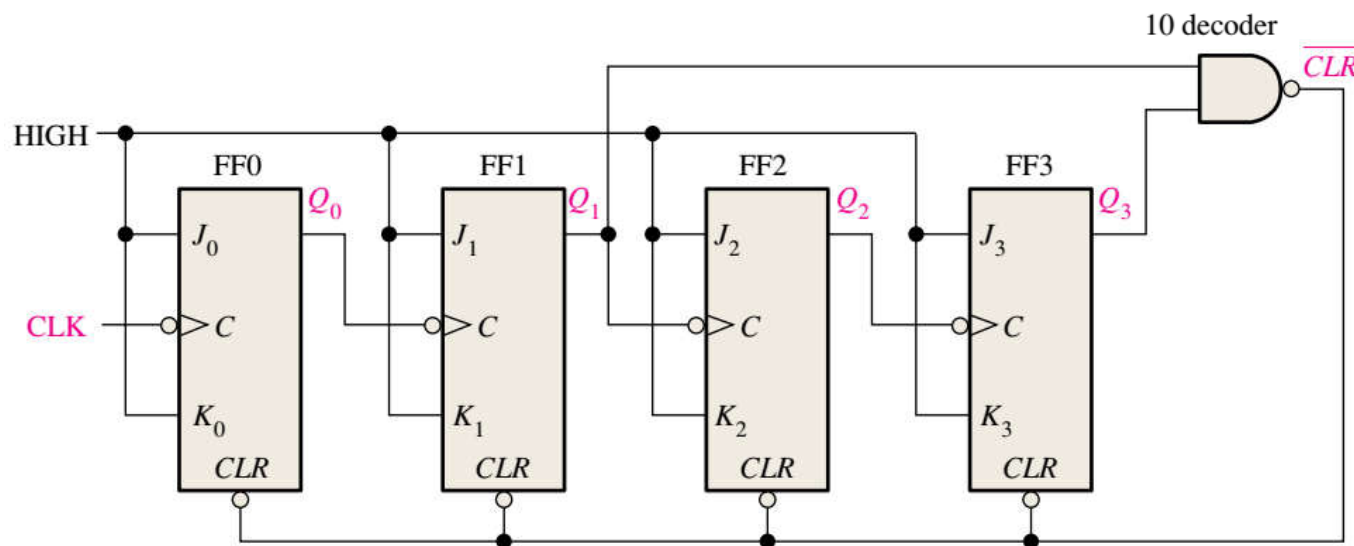 10 decoder
CLR
HIGH
FF0 FF1 FF2 FF3
Q0 Q1 Q2 Q3
J0 J1 J2 J3
CLK C C C C
K0 K1 K2 K3
CLR CLR CLR CLR